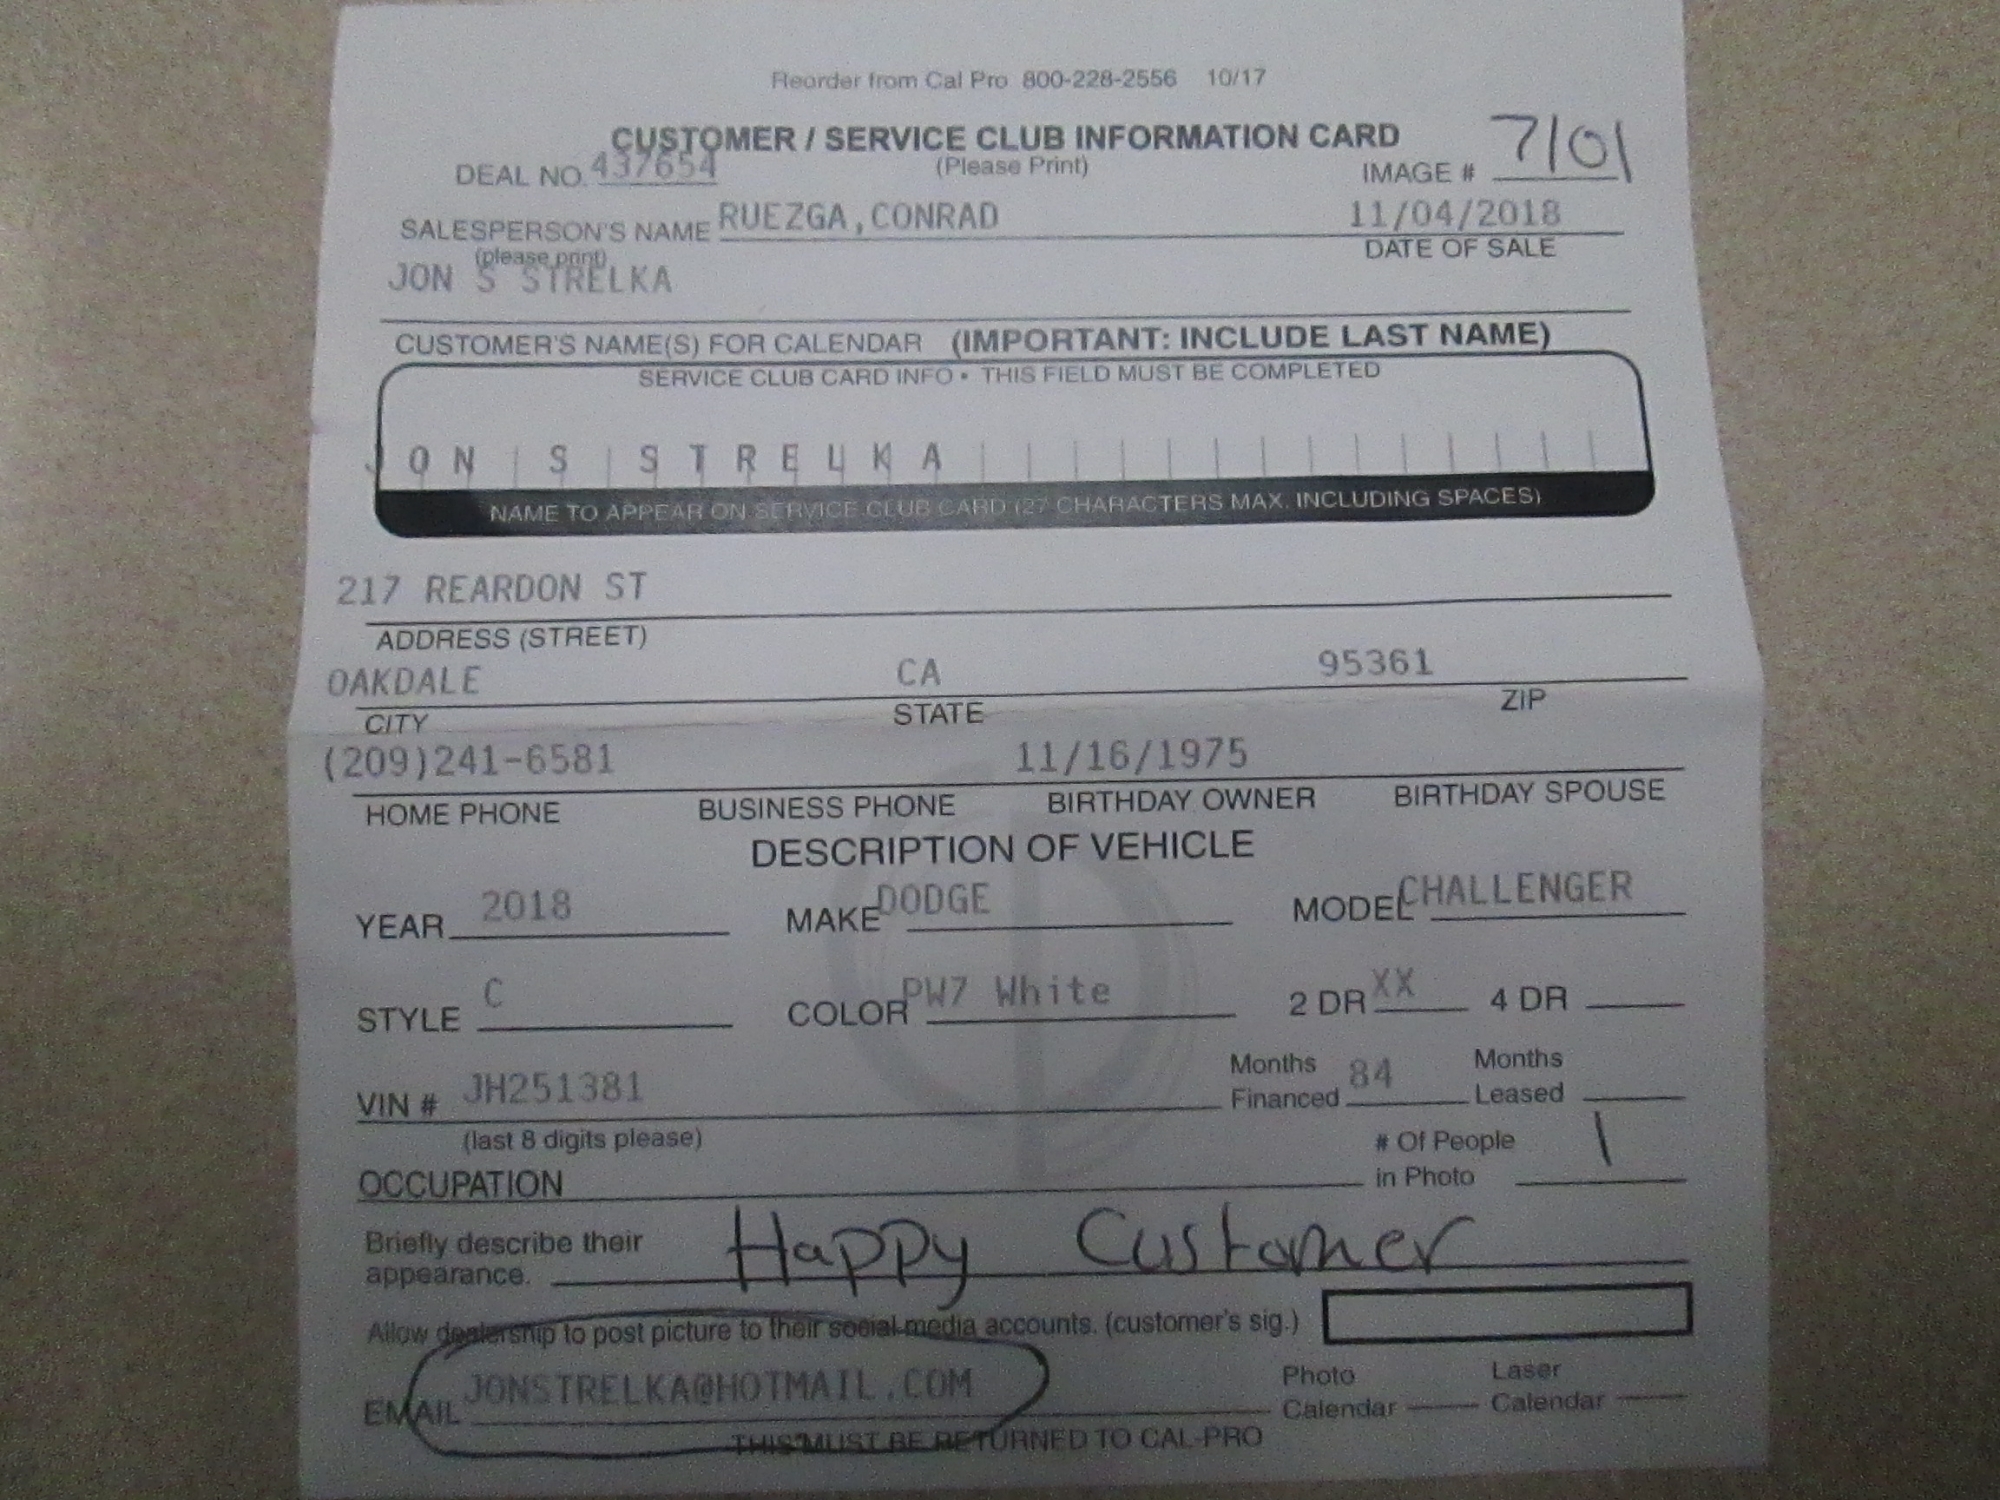 Reorder from Cal Pro 800-228-2556 10/17
CUSTOMER / SERVICE CLUB INFORMATION CARD
(Please Print)
DEAL NO. 437654 IMAGE # 7101
SALESPERSON'S NAME RUEZGA,CONRAD 11/04/2018
(please print) DATE OF SALE
JON S STRELKA
CUSTOMER'S NAME(S) FOR CALENDAR (IMPORTANT: INCLUDE LAST NAME)
SERVICE CLUB CARD INFO • THIS FIELD MUST BE COMPLETED
J O N S S T R E L K A
NAME TO APPEAR ON SERVICE CLUB CARD (27 CHARACTERS MAX. INCLUDING SPACES)
217 REARDON ST
ADDRESS (STREET)
OAKDALE CA 95361
CITY STATE ZIP
(209)241-6581 11/16/1975
HOME PHONE BUSINESS PHONE BIRTHDAY OWNER BIRTHDAY SPOUSE
DESCRIPTION OF VEHICLE
YEAR 2018 MAKE DODGE MODEL CHALLENGER
STYLE C COLOR PW7 White 2 DR XX 4 DR
VIN # JH251381 Months Financed 84 Months Leased
(last 8 digits please) # Of People in Photo 1
OCCUPATION
Briefly describe their appearance. Happy Customer
Allow dealership to post picture to their social media accounts. (customer's sig.)
EMAIL JONSTRELKA@HOTMAIL.COM Photo Calendar Laser Calendar
THIS MUST BE RETURNED TO CAL-PRO